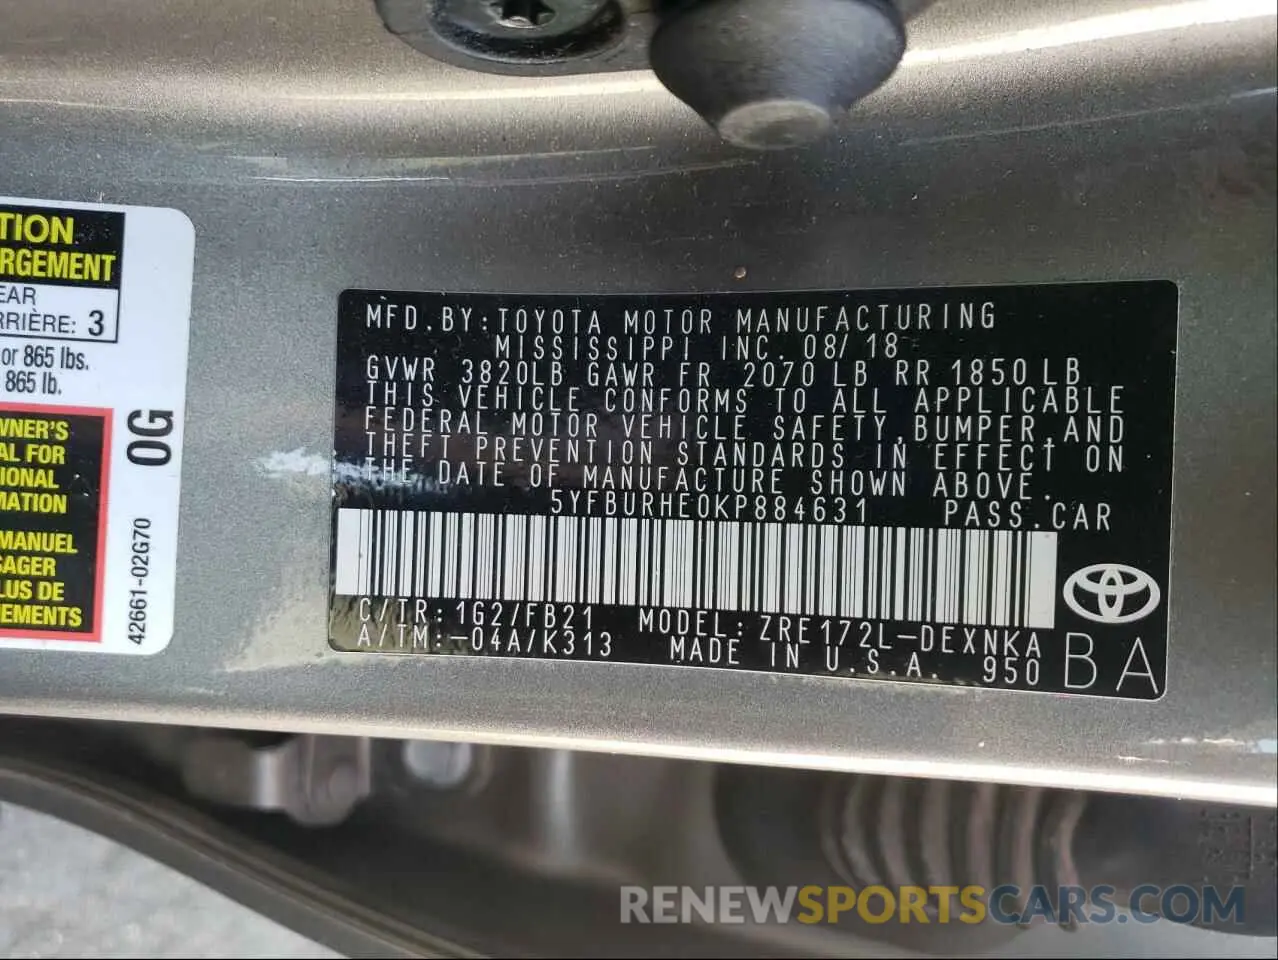 TION
RGEMENT
EAR
RRIÈRE: 3
or 865 lbs.
865 lb.
WNER'S
AL FOR
TIONAL
MATION
MANUEL
SAGER
LUS DE
NEMENTS
0G
42661-02G70
MFD.BY:TOYOTA MOTOR MANUFACTURING
MISSISSIPPI INC. 08/18
GVWR 3820LB GAWR FR 2070 LB RR 1850 LB
THIS VEHICLE CONFORMS TO ALL APPLICABLE
FEDERAL MOTOR VEHICLE SAFETY,BUMPER,AND
THEFT PREVENTION STANDARDS IN EFFECT ON
THE DATE OF MANUFACTURE SHOWN ABOVE.
5YFBURHE0KP884631 PASS.CAR
C/TR:1G2/FB21 MODEL:ZRE172L-DEXNKA
A/TM:-04A/K313 MADE IN U.S.A. 950
BA
RENEWSPORTSCARS.COM